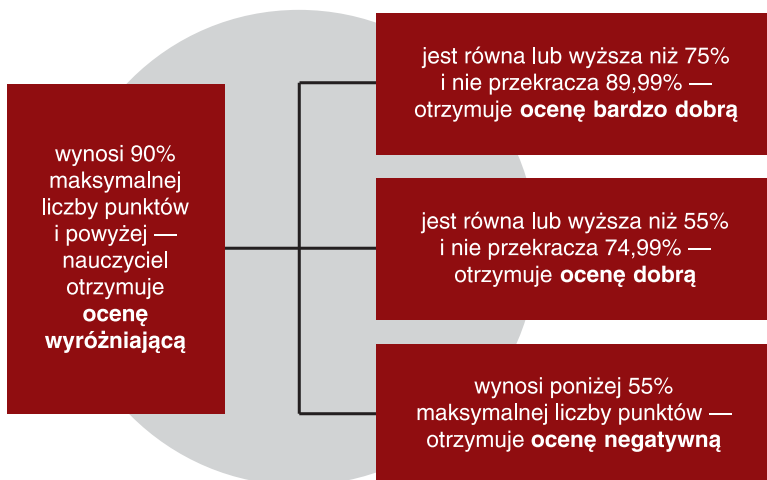 wynosi 90%
maksymalnej
liczby punktów
i powyżej —
nauczyciel
otrzymuje
ocenę
wyróżniającą
jest równa lub wyższa niż 75%
i nie przekracza 89,99% —
otrzymuje ocenę bardzo dobrą
jest równa lub wyższa niż 55%
i nie przekracza 74,99% —
otrzymuje ocenę dobrą
wynosi poniżej 55%
maksymalnej liczby punktów —
otrzymuje ocenę negatywną